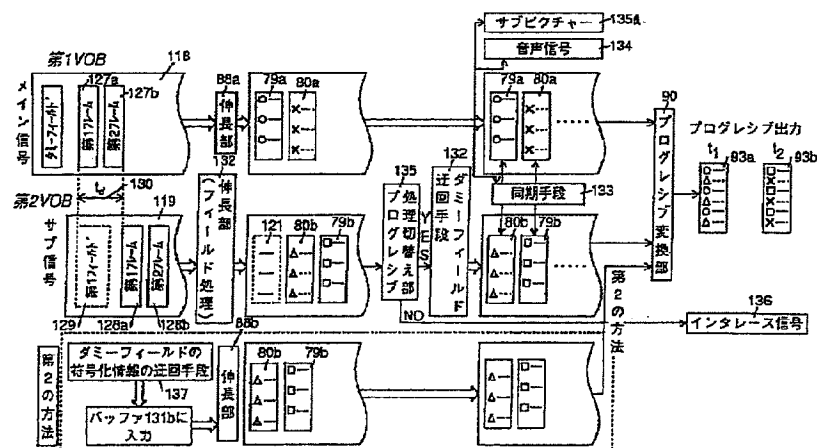 サブピクチャー
135a
音声信号
134
第1VOB
118
127a
127b
88a
79a
80a
79a
80a
90
メイン信号
第1フレーム
第2フレーム
伸長部
プログレシブ変換部
プログレシブ出力
t1
t2
93a
93b
132
135
132
同期手段
133
130
第2VOB
119
サブ信号
第1フィールド
第1フレーム
第2フレーム
伸長部(フィールド処理)
121
80b
79b
プログレシブ処理切替え部
YES
ダミーフィールド迂回手段
80b
79b
129
128a
128b
88b
NO
第2の方法
136
インタレース信号
第2の方法
ダミーフィールドの
符号化情報の迂回手段
137
バッファ131bに
入力
伸長部
80b
79b